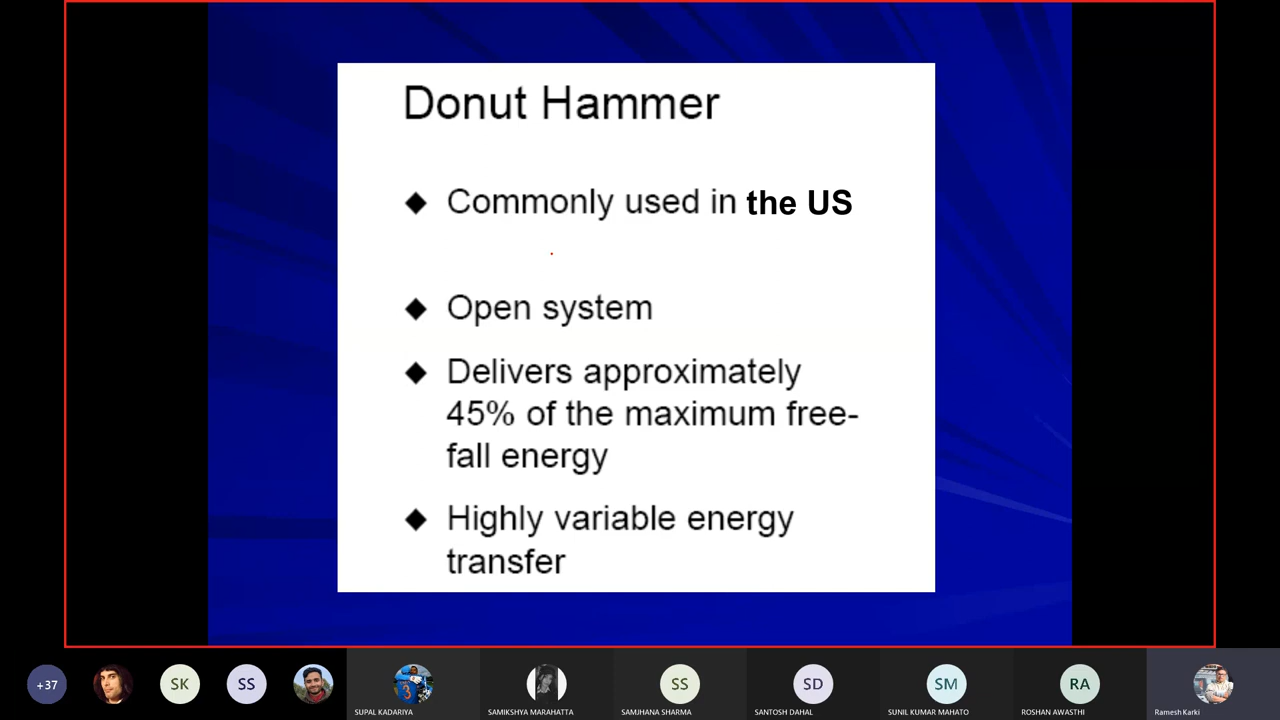 Donut Hammer
◆ Commonly used in the US
◆ Open system
◆ Delivers approximately
45% of the maximum free-
fall energy
◆ Highly variable energy
transfer
+37
SK
SS
SUPAL KADARIYA
SAMIKSHYA MARAHATTA
SS
SAMJHANA SHARMA
SD
SANTOSH DAHAL
SM
SUNIL KUMAR MAHATO
RA
ROSHAN AWASTHI
Ramesh Karki